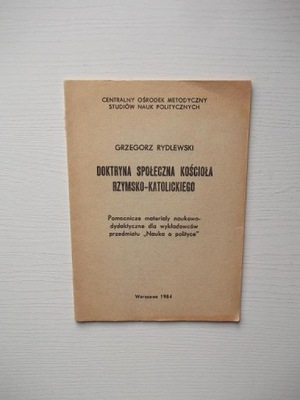 CENTRALNY OŚRODEK METODYCZNY
STUDIÓW NAUK POLITYCZNYCH
GRZEGORZ RYDLEWSKI
DOKTRYNA SPOŁECZNA KOŚCIOŁA
RZYMSKO-KATOLICKIEGO
Pomocnicze materiały naukowo-
dydaktyczne dla wykładowców
przedmiotu „Nauka o polityce"
Warszawa 1984